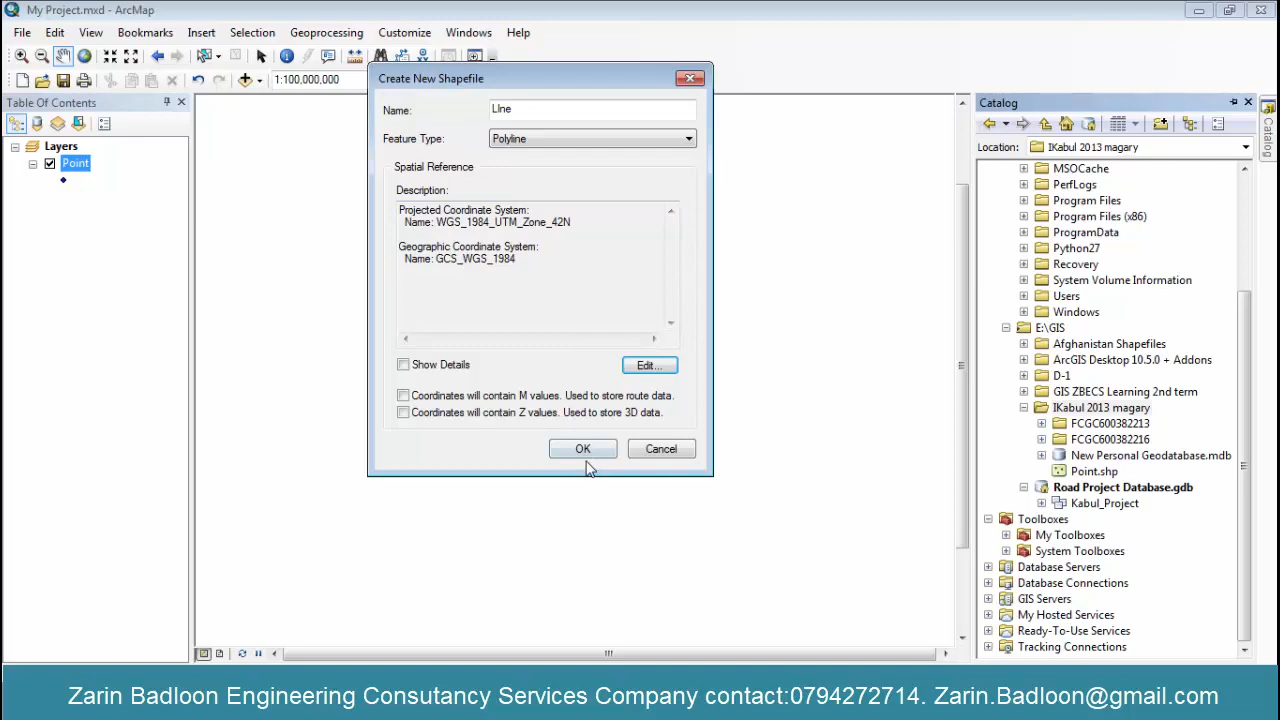 My Project.mxd - ArcMap
File Edit View Bookmarks Insert Selection Geoprocessing Customize Windows Help
1:100,000,000
Table Of Contents
Layers
Point
Create New Shapefile
Name: LIne
Feature Type: Polyline
Spatial Reference
Description:
Projected Coordinate System:
Name: WGS_1984_UTM_Zone_42N
Geographic Coordinate System:
Name: GCS_WGS_1984
Show Details
Edit...
Coordinates will contain M values. Used to store route data.
Coordinates will contain Z values. Used to store 3D data.
OK Cancel
Catalog
Location: IKabul 2013 magary
MSOCache
PerfLogs
Program Files
Program Files (x86)
ProgramData
Python27
Recovery
System Volume Information
Users
Windows
E:\GIS
Afghanistan Shapefiles
ArcGIS Desktop 10.5.0 + Addons
D-1
GIS ZBECS Learning 2nd term
IKabul 2013 magary
FCGC600382213
FCGC600382216
New Personal Geodatabase.mdb
Point.shp
Road Project Database.gdb
Kabul_Project
Toolboxes
My Toolboxes
System Toolboxes
Database Servers
Database Connections
GIS Servers
My Hosted Services
Ready-To-Use Services
Tracking Connections
Catalog
Zarin Badloon Engineering Consutancy Services Company contact:0794272714. Zarin.Badloon@gmail.com